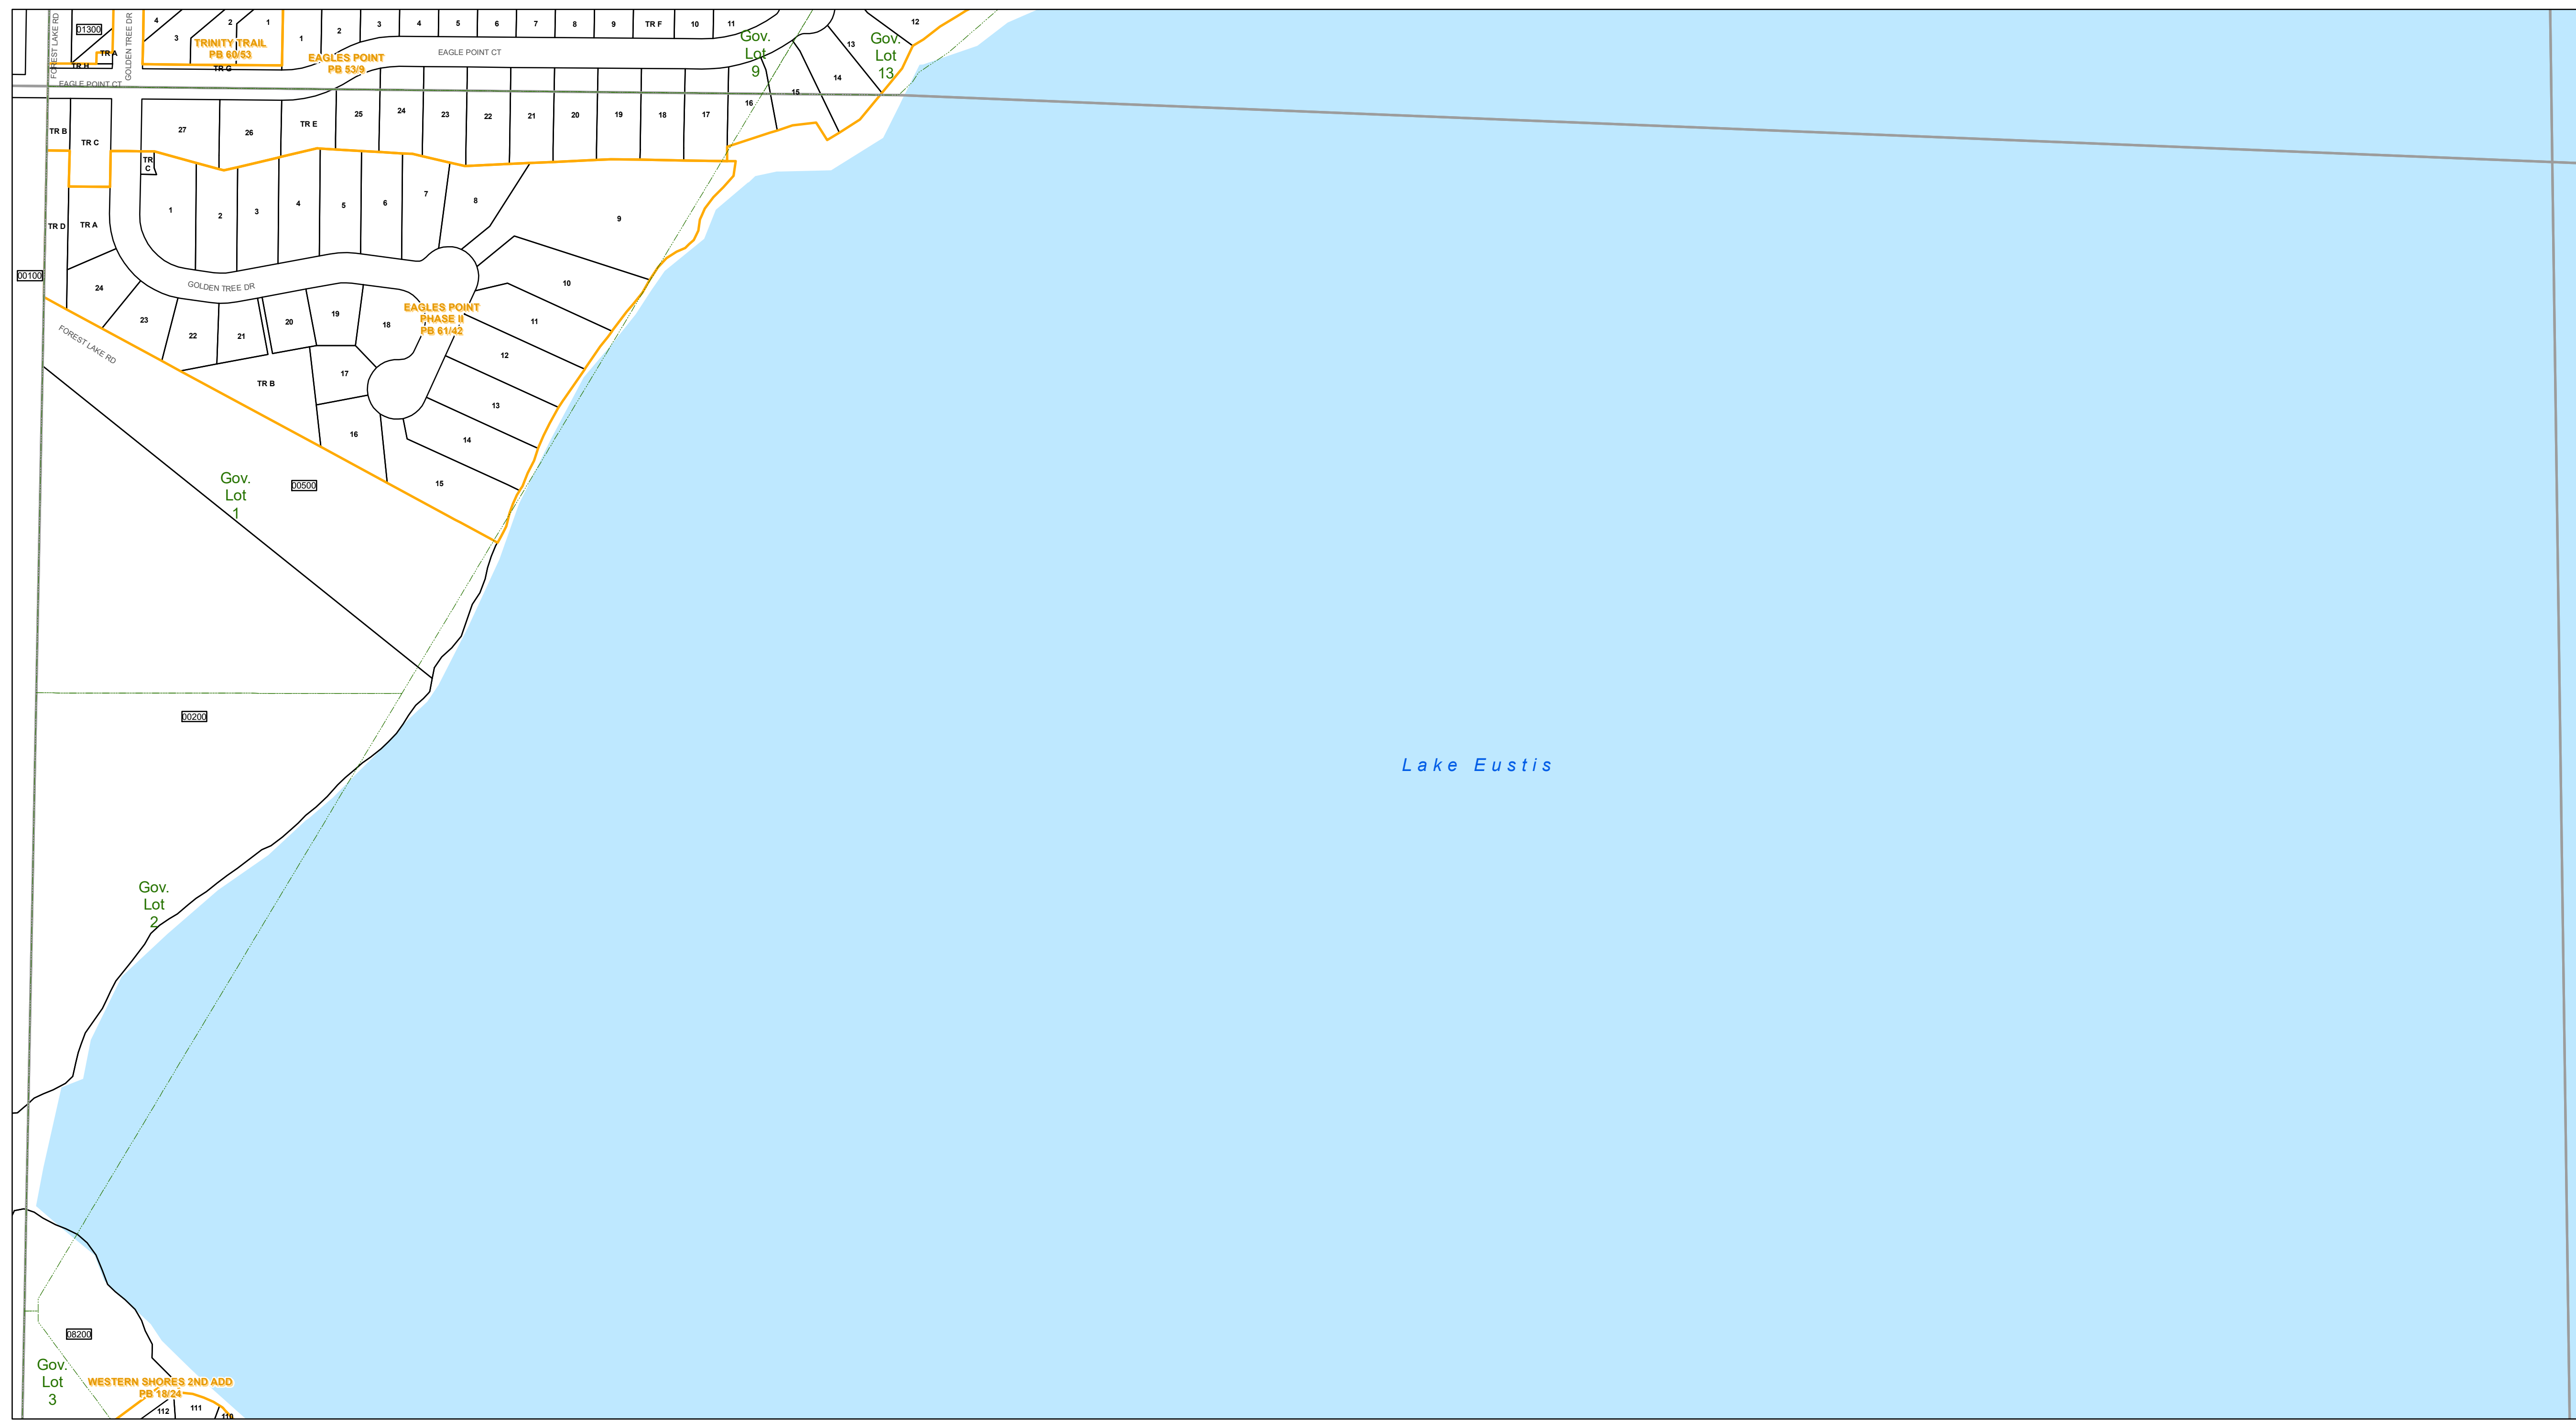 FOREST LAKE RD
01300
TR A
TR H
GOLDEN TREE DR
4
3
2
1
TRINITY TRAIL
PB 60/53
TR G
1
2
3
4
5
6
7
8
9
TR F
10
11
12
13
14
15
16
EAGLES POINT
PB 53/9
EAGLE POINT CT
EAGLE POINT CT
Gov.
Lot
9
Gov.
Lot
13
TR B
TR C
27
26
TR E
25
24
23
22
21
20
19
18
17
TR
C
TR D
TR A
1
2
3
4
5
6
7
8
9
10
11
12
13
14
15
16
17
18
19
20
21
22
23
24
TR B
00100
GOLDEN TREE DR
EAGLES POINT
PHASE II
PB 61/42
FOREST LAKE RD
Gov.
Lot
1
00500
00200
Lake Eustis
Gov.
Lot
2
08200
Gov.
Lot
3
WESTERN SHORES 2ND ADD
PB 18/24
112
111
110